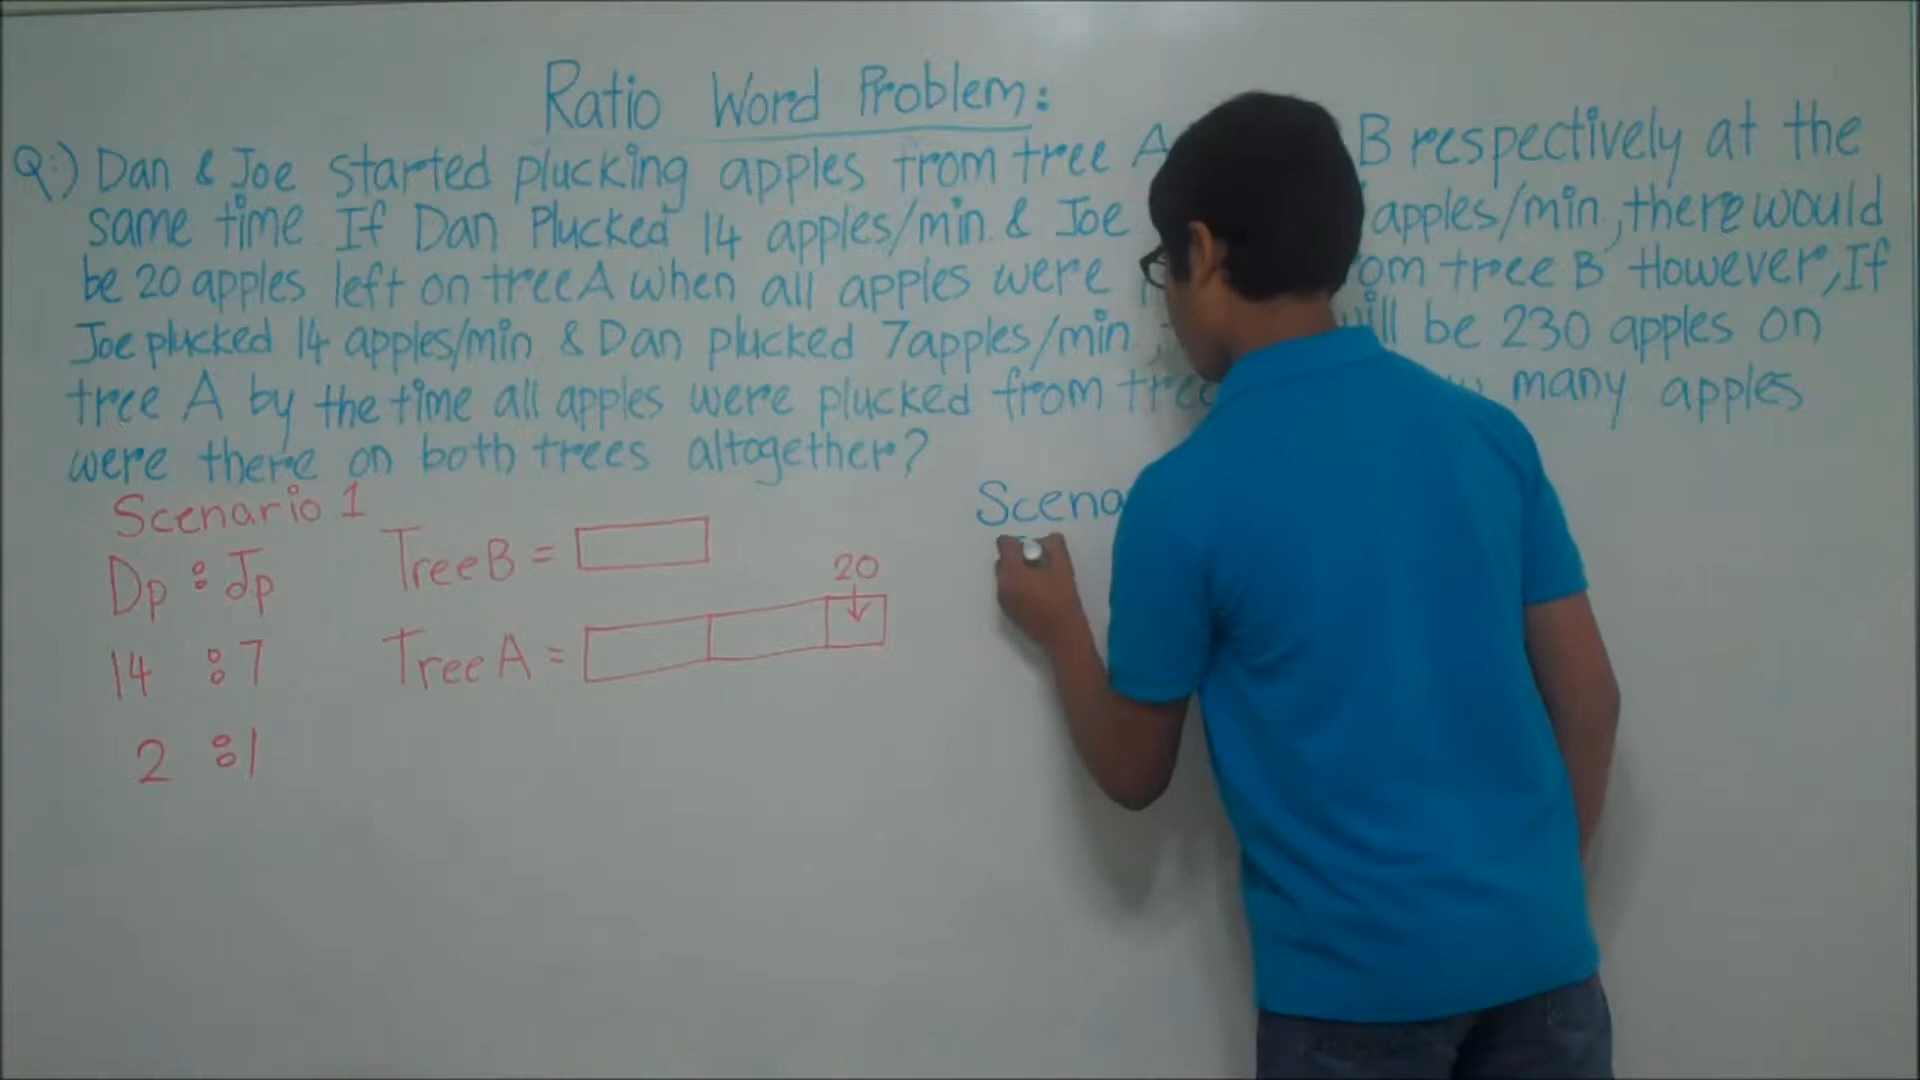 Ratio Word Problem:
Q:) Dan & Joe started plucking apples from tree A B respectively at the
same time If Dan Plucked 14 apples/min & Joe apples/min, there would
be 20 apples left on tree A when all apples were from tree B However, If
Joe plucked 14 apples/min & Dan plucked 7 apples/min, will be 230 apples on
tree A by the time all apples were plucked from many apples
were there on both trees altogether?
Scenario 1
Dp : Jp
14 : 7
2 : 1
Tree B =
20
Tree A =